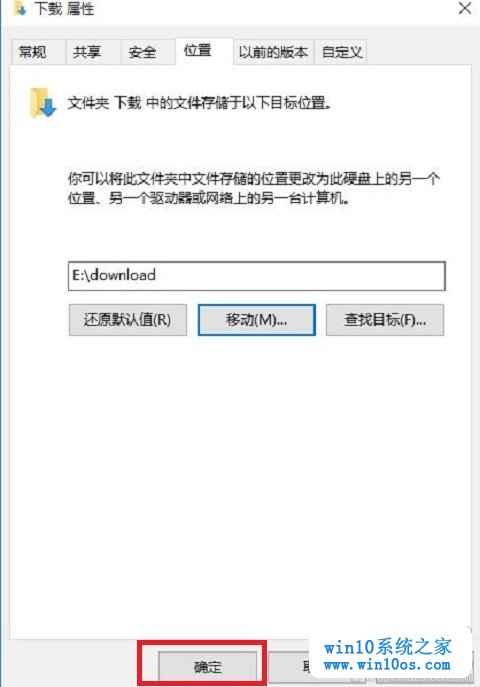 下载 属性
常规 共享 安全 位置 以前的版本 自定义
文件夹 下载 中的文件存储于以下目标位置。
你可以将此文件夹中文件存储的位置更改为此硬盘上的另一个
位置、另一个驱动器或网络上的另一台计算机。
E:\download
还原默认值(R) 移动(M)... 查找目标(F)...
确定
win10系统之家
www.win10os.com